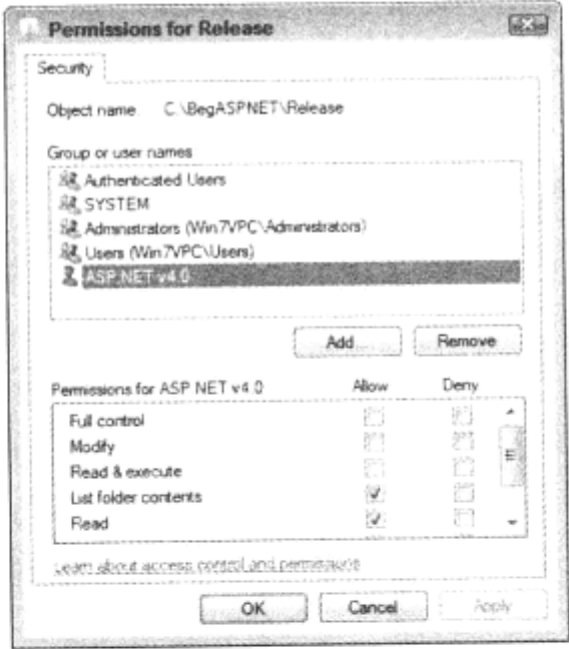 Permissions for Release
Security
Object name: C:\BegASPNET\Release
Group or user names
Authenticated Users
SYSTEM
Administrators (Win7VPC\Administrators)
Users (Win7VPC\Users)
ASP.NET v4.0
Add...
Remove
Permissions for ASP.NET v4.0
Allow
Deny
Full control
Modify
Read & execute
List folder contents
Read
Learn about access control and permissions
OK
Cancel
Apply